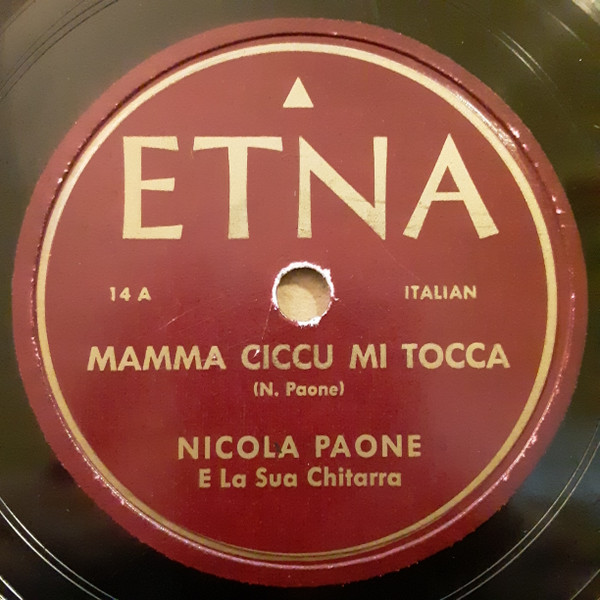 ETNA
14 A ITALIAN
MAMMA CICCU MI TOCCA
(N. Paone)
NICOLA PAONE
E La Sua Chitarra